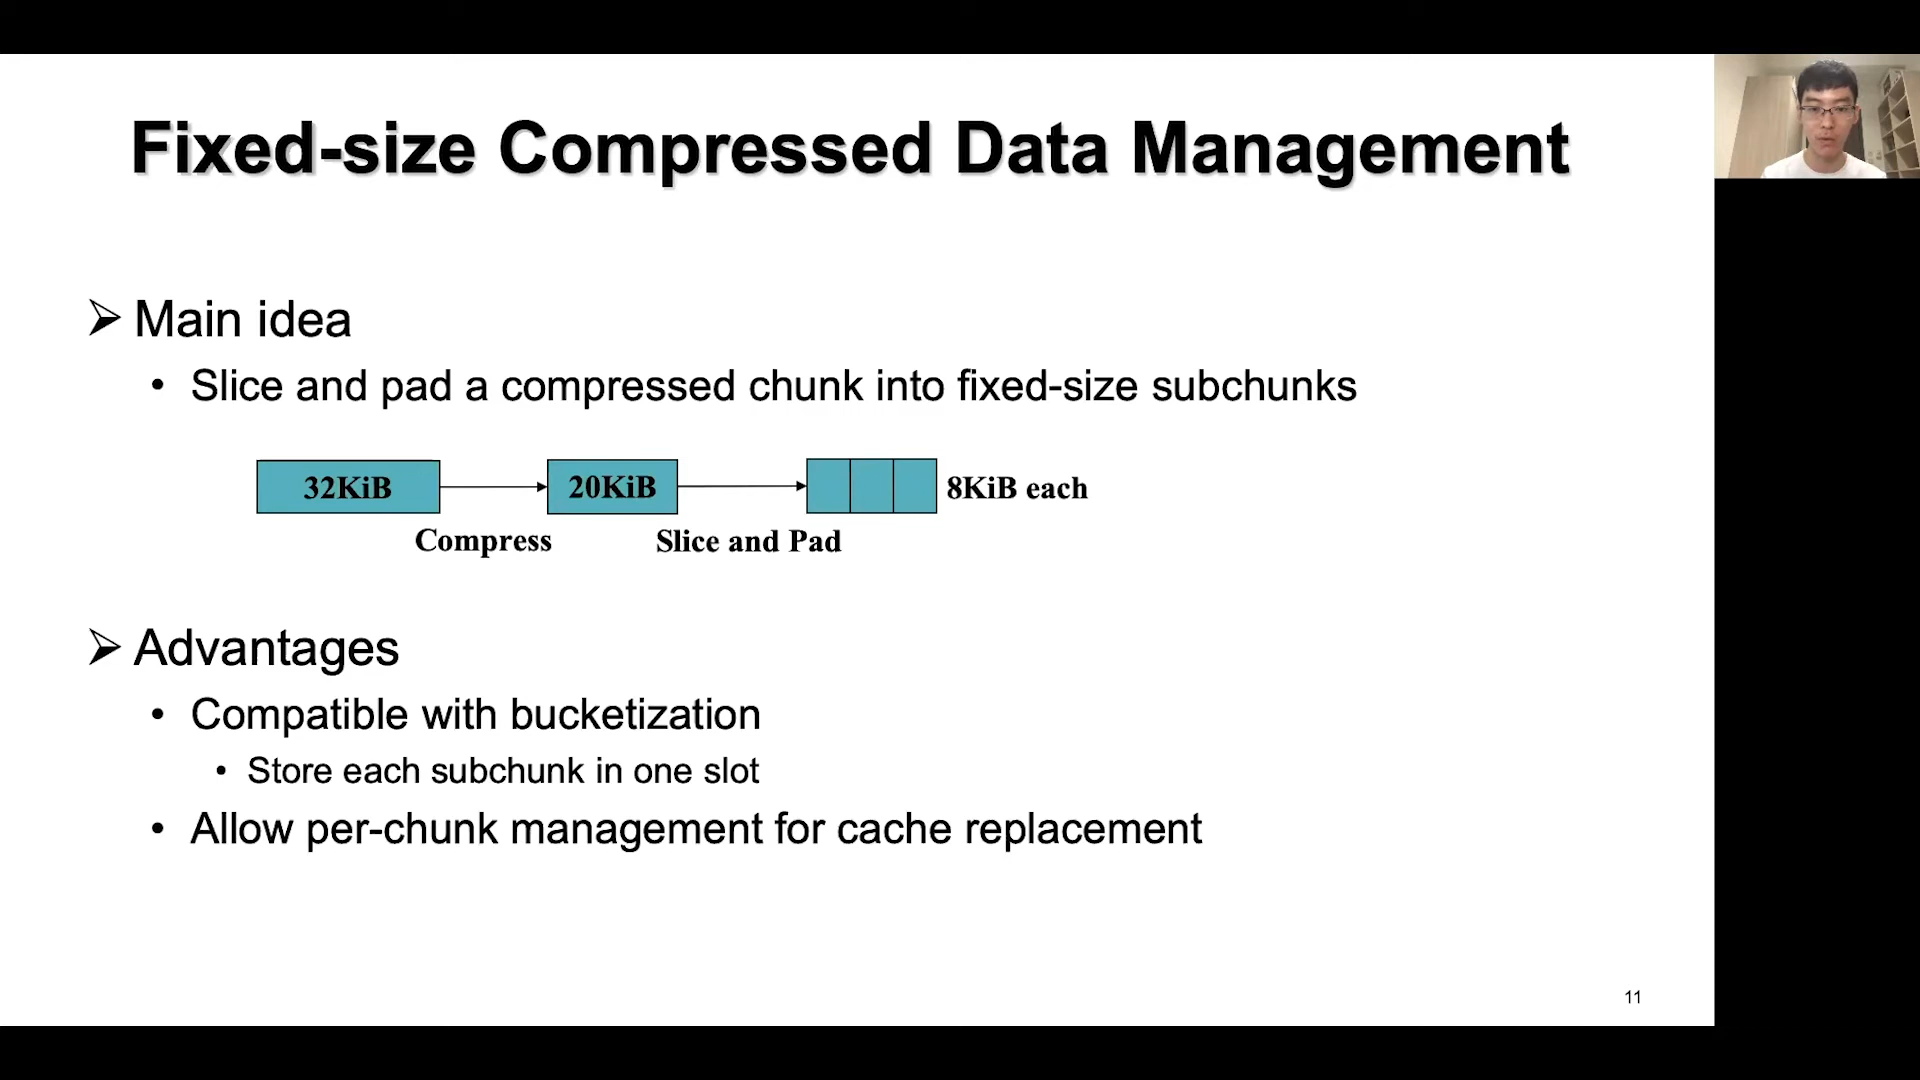 Fixed-size Compressed Data Management
Main idea
Slice and pad a compressed chunk into fixed-size subchunks
32KiB
20KiB
8KiB each
Compress
Slice and Pad
Advantages
Compatible with bucketization
Store each subchunk in one slot
Allow per-chunk management for cache replacement
11